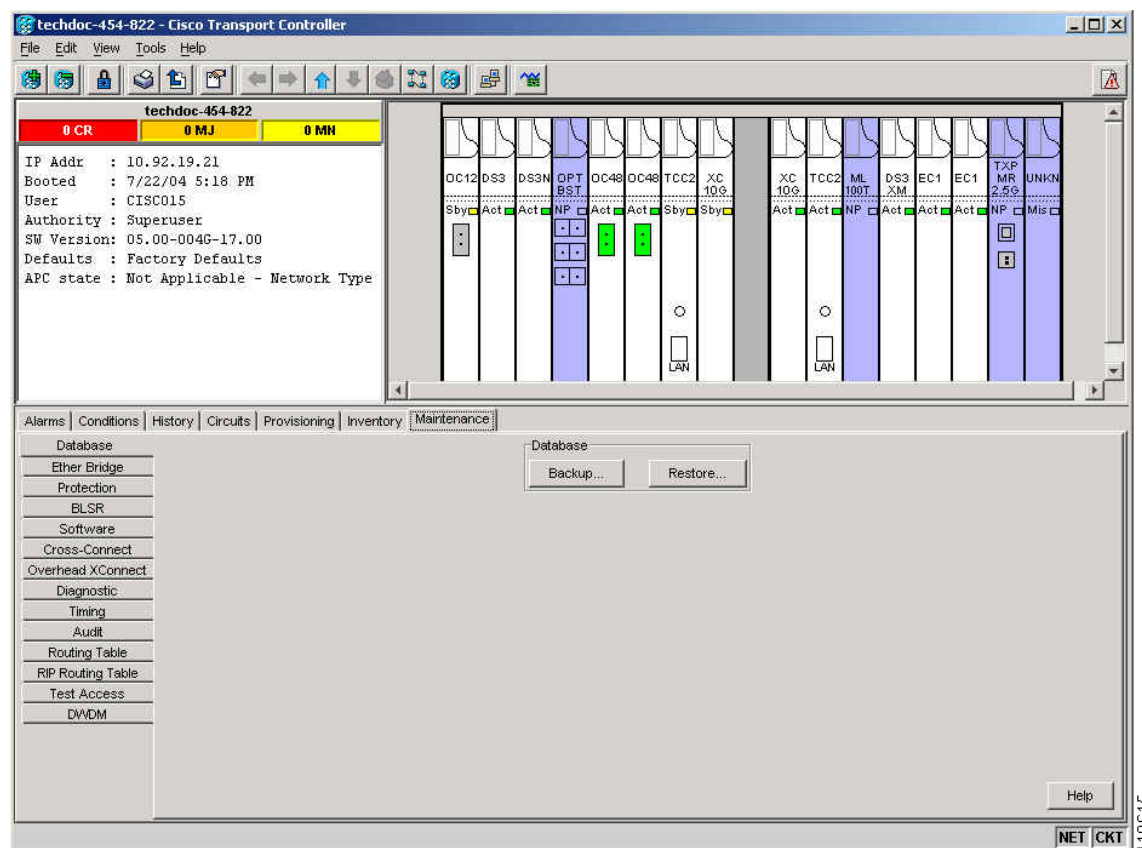 techdoc-454-822 - Cisco Transport Controller
File Edit View Tools Help
techdoc-454-822
0 CR 0 MJ 0 MN
IP Addr : 10.92.19.21
Booted : 7/22/04 5:18 PM
User : CISCO15
Authority : Superuser
SW Version: 05.00-004G-17.00
Defaults : Factory Defaults
APC state : Not Applicable - Network Type
OC12 DS3 DS3N OPT BST OC48 OC48 TCC2 XC 10G XC 10G TCC2 ML 100T DS3 XM EC1 EC1 TXP MR 2.5G UNKN
Sby Act Act NP Act Act Sby Sby Act Act NP Act Act Act NP Mis
LAN LAN
Alarms Conditions History Circuits Provisioning Inventory Maintenance
Database
Ether Bridge
Protection
BLSR
Software
Cross-Connect
Overhead XConnect
Diagnostic
Timing
Audit
Routing Table
RIP Routing Table
Test Access
DWDM
Database
Backup... Restore...
Help
NET CKT